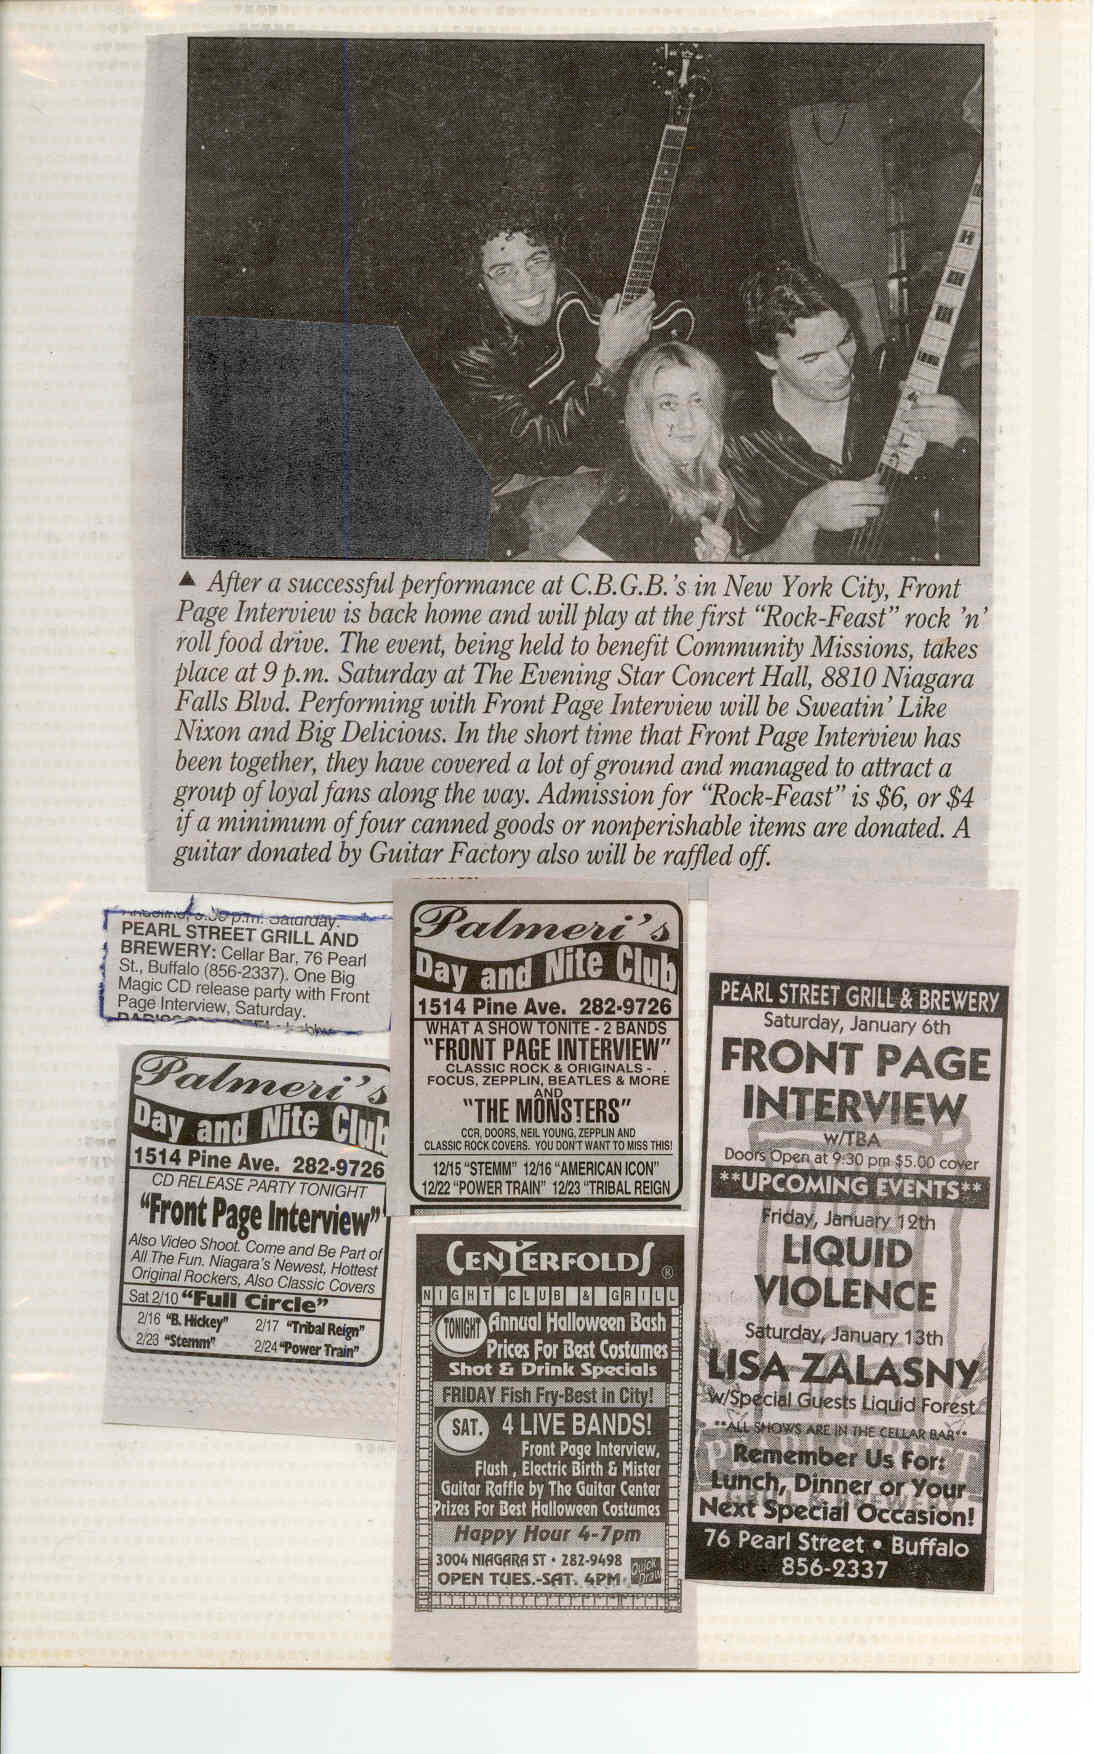 ▲ After a successful performance at C.B.G.B.'s in New York City, Front
Page Interview is back home and will play at the first "Rock-Feast" rock 'n'
roll food drive. The event, being held to benefit Community Missions, takes
place at 9 p.m. Saturday at The Evening Star Concert Hall, 8810 Niagara
Falls Blvd. Performing with Front Page Interview will be Sweatin' Like
Nixon and Big Delicious. In the short time that Front Page Interview has
been together, they have covered a lot of ground and managed to attract a
group of loyal fans along the way. Admission for "Rock-Feast" is $6, or $4
if a minimum of four canned goods or nonperishable items are donated. A
guitar donated by Guitar Factory also will be raffled off.
p.m. Saturday.
PEARL STREET GRILL AND
BREWERY: Cellar Bar, 76 Pearl
St., Buffalo (856-2337). One Big
Magic CD release party with Front
Page Interview, Saturday.
Palmeri's
Day and Nite Club
1514 Pine Ave. 282-9726
CD RELEASE PARTY TONIGHT
"Front Page Interview"
Also Video Shoot. Come and Be Part of
All The Fun. Niagara's Newest, Hottest
Original Rockers, Also Classic Covers
Sat 2/10 "Full Circle"
2/16 "B. Hickey" 2/17 "Tribal Reign"
2/23 "Stemm" 2/24 "Power Train"
Palmeri's
Day and Nite Club
1514 Pine Ave. 282-9726
WHAT A SHOW TONITE - 2 BANDS
"FRONT PAGE INTERVIEW"
CLASSIC ROCK & ORIGINALS -
FOCUS, ZEPPLIN, BEATLES & MORE
AND
"THE MONSTERS"
CCR, DOORS, NEIL YOUNG, ZEPPLIN AND
CLASSIC ROCK COVERS. YOU DON'T WANT TO MISS THIS!
12/15 "STEMM" 12/16 "AMERICAN ICON"
12/22 "POWER TRAIN" 12/23 "TRIBAL REIGN
CENTERFOLDS ®
NIGHT CLUB & GRILL
TONIGHT Annual Halloween Bash
Prizes For Best Costumes
Shot & Drink Specials
FRIDAY Fish Fry-Best in City!
SAT. 4 LIVE BANDS!
Front Page Interview,
Flush , Electric Birth & Mister
Guitar Raffle by The Guitar Center
Prizes For Best Halloween Costumes
Happy Hour 4-7pm
3004 NIAGARA ST • 282-9498
OPEN TUES.-SAT. 4PM • Quick Draw
PEARL STREET GRILL & BREWERY
Saturday, January 6th
FRONT PAGE
INTERVIEW
w/TBA
Doors Open at 9:30 pm $5.00 cover
**UPCOMING EVENTS**
Friday, January 12th
LIQUID
VIOLENCE
Saturday, January 13th
LISA ZALASNY
w/Special Guests Liquid Forest
**ALL SHOWS ARE IN THE CELLAR BAR**
Remember Us For:
Lunch, Dinner or Your
Next Special Occasion!
76 Pearl Street • Buffalo
856-2337